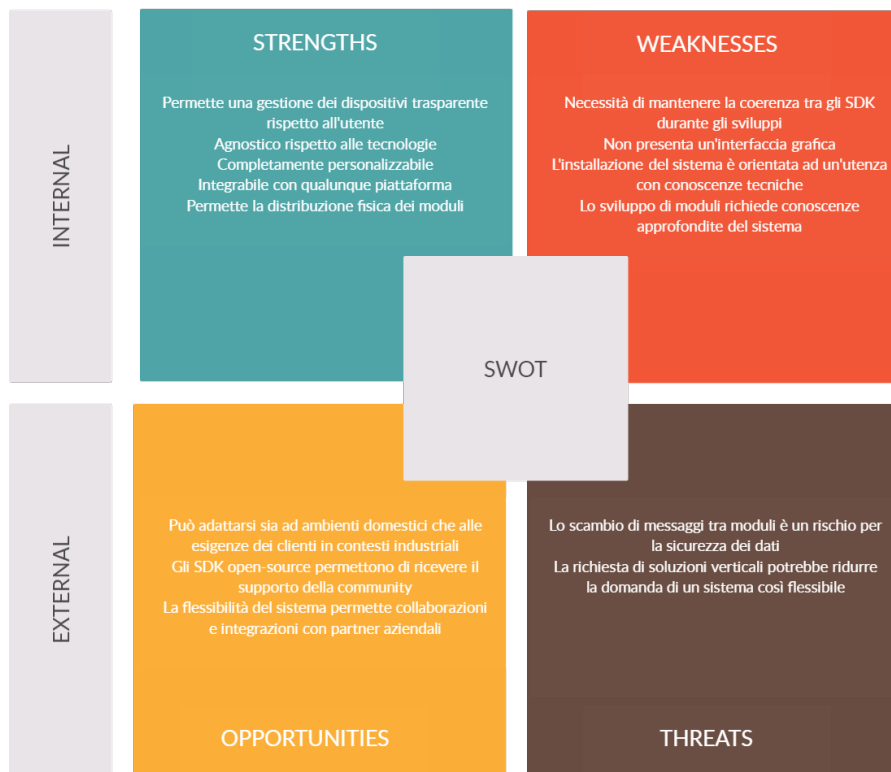 INTERNAL
STRENGTHS
Permette una gestione dei dispositivi trasparente
rispetto all'utente
Agnostico rispetto alle tecnologie
Completamente personalizzabile
Integrabile con qualunque piattaforma
Permette la distribuzione fisica dei moduli
WEAKNESSES
Necessità di mantenere la coerenza tra gli SDK
durante gli sviluppi
Non presenta un'interfaccia grafica
L'installazione del sistema è orientata ad un'utenza
con conoscenze tecniche
Lo sviluppo di moduli richiede conoscenze
approfondite del sistema
SWOT
EXTERNAL
Può adattarsi sia ad ambienti domestici che alle
esigenze dei clienti in contesti industriali
Gli SDK open-source permettono di ricevere il
supporto della community
La flessibilità del sistema permette collaborazioni
e integrazioni con partner aziendali
OPPORTUNITIES
Lo scambio di messaggi tra moduli è un rischio per
la sicurezza dei dati
La richiesta di soluzioni verticali potrebbe ridurre
la domanda di un sistema così flessibile
THREATS